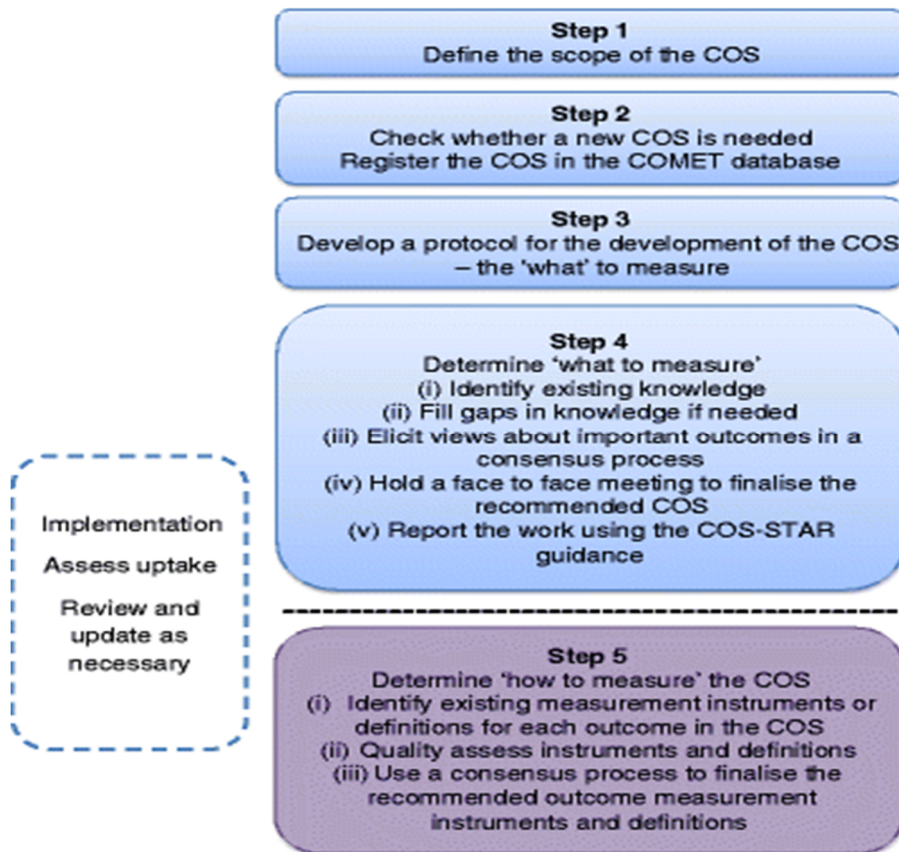 Step 1
Define the scope of the COS
Step 2
Check whether a new COS is needed
Register the COS in the COMET database
Step 3
Develop a protocol for the development of the COS
– the 'what' to measure
Step 4
Determine 'what to measure'
(i) Identify existing knowledge
(ii) Fill gaps in knowledge if needed
(iii) Elicit views about important outcomes in a
consensus process
(iv) Hold a face to face meeting to finalise the
recommended COS
(v) Report the work using the COS-STAR
guidance
Implementation
Assess uptake
Review and
update as
necessary
Step 5
Determine 'how to measure' the COS
(i) Identify existing measurement instruments or
definitions for each outcome in the COS
(ii) Quality assess instruments and definitions
(iii) Use a consensus process to finalise the
recommended outcome measurement
instruments and definitions